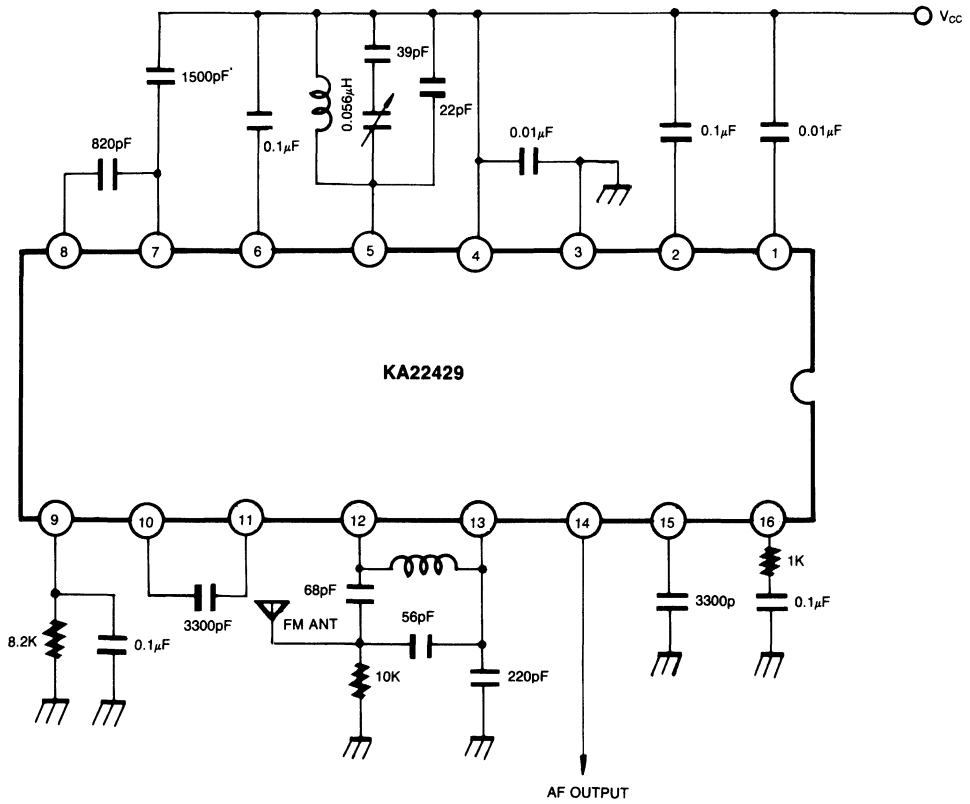 VCC
39pF
1500pF
0.056μH
22pF
0.1μF
820pF
0.01μF
0.1μF
0.01μF
8
7
6
5
4
3
2
1
KA22429
9
10
11
12
13
14
15
16
1K
68pF
3300pF
FM ANT
56pF
3300p
0.1μF
8.2K
0.1μF
10K
220pF
AF OUTPUT